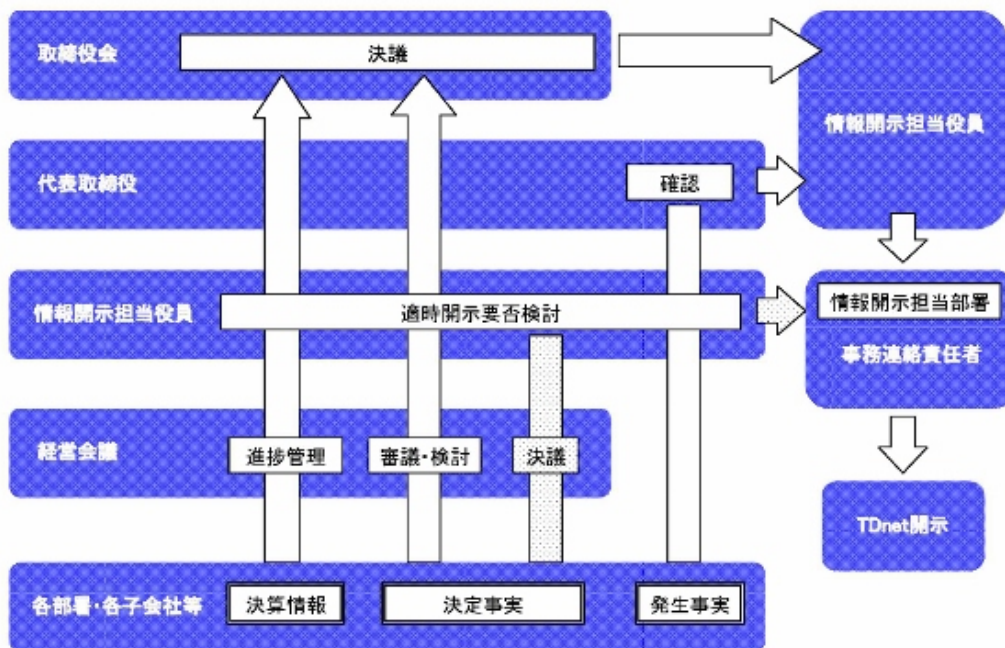 取締役会
決議
情報開示担当役員
代表取締役
確認
情報開示担当役員
適時開示要否検討
情報開示担当部署
事務連絡責任者
経営会議
進捗管理
審議・検討
決議
TDnet開示
各部署・各子会社等
決算情報
決定事実
発生事実